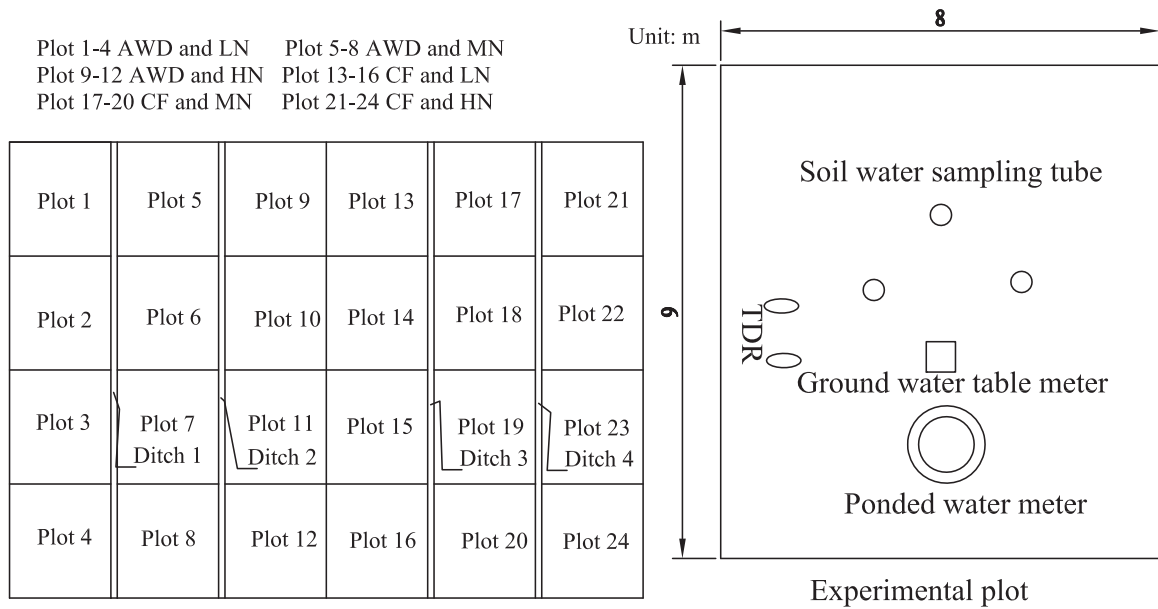 Plot 1-4 AWD and LN Plot 5-8 AWD and MN
Plot 9-12 AWD and HN Plot 13-16 CF and LN
Plot 17-20 CF and MN Plot 21-24 CF and HN
Plot 1 Plot 5 Plot 9 Plot 13 Plot 17 Plot 21
Plot 2 Plot 6 Plot 10 Plot 14 Plot 18 Plot 22
Plot 3 Plot 7 Plot 11 Plot 15 Plot 19 Plot 23
Ditch 1 Ditch 2 Ditch 3 Ditch 4
Plot 4 Plot 8 Plot 12 Plot 16 Plot 20 Plot 24
Unit: m
8
9
Soil water sampling tube
TDR
Ground water table meter
Ponded water meter
Experimental plot